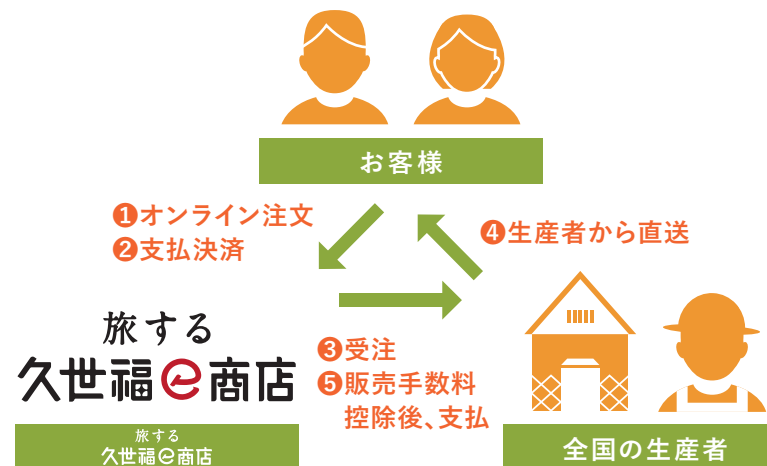 お客様
❶オンライン注文
❷支払決済
❹生産者から直送
旅する
久世福e商店
❸受注
❺販売手数料
控除後、支払
旅する
久世福e商店
全国の生産者